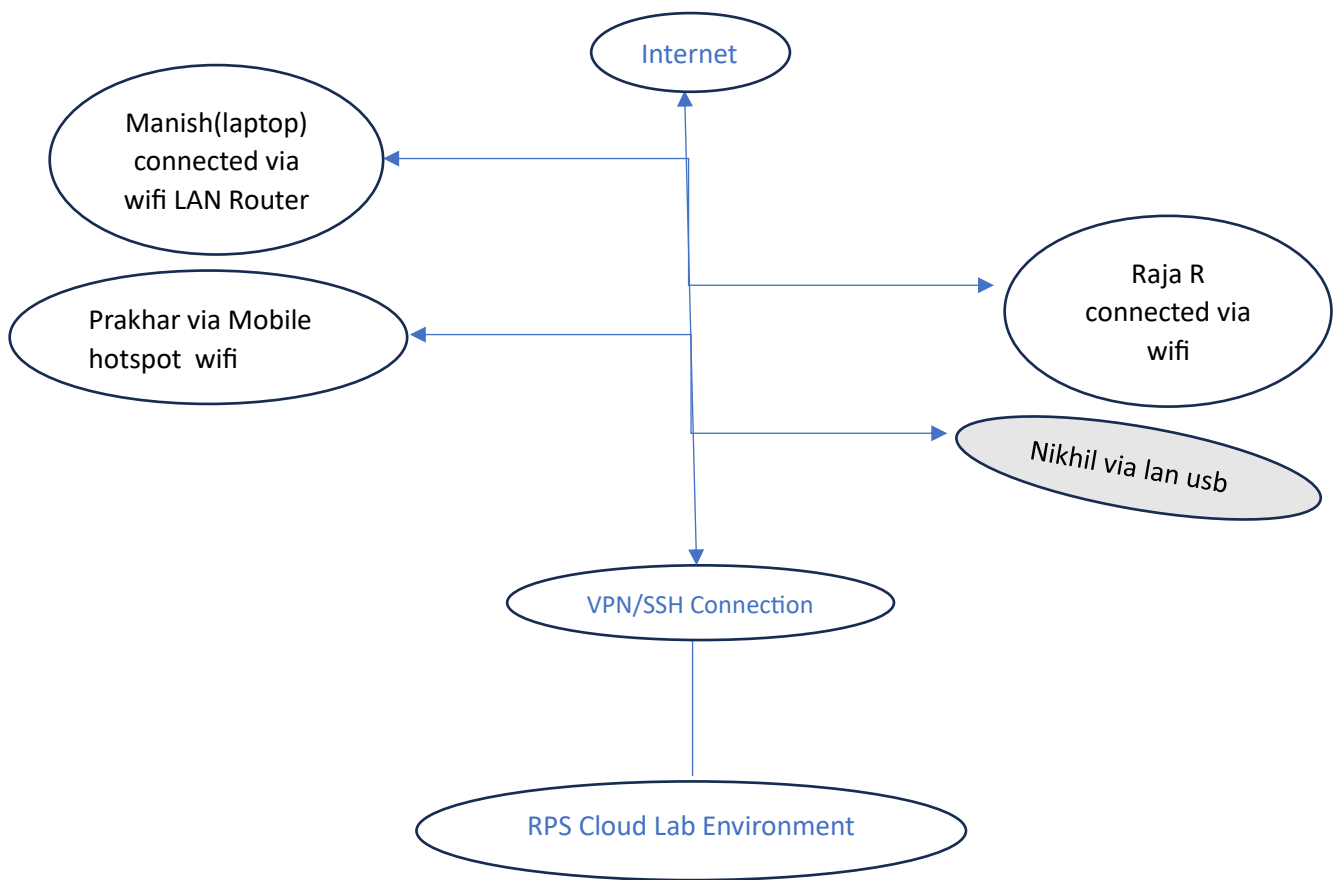 Internet
Manish(laptop)
connected via
wifi LAN Router
Raja R
connected via
wifi
Prakhar via Mobile
hotspot wifi
Nikhil via lan usb
VPN/SSH Connection
RPS Cloud Lab Environment